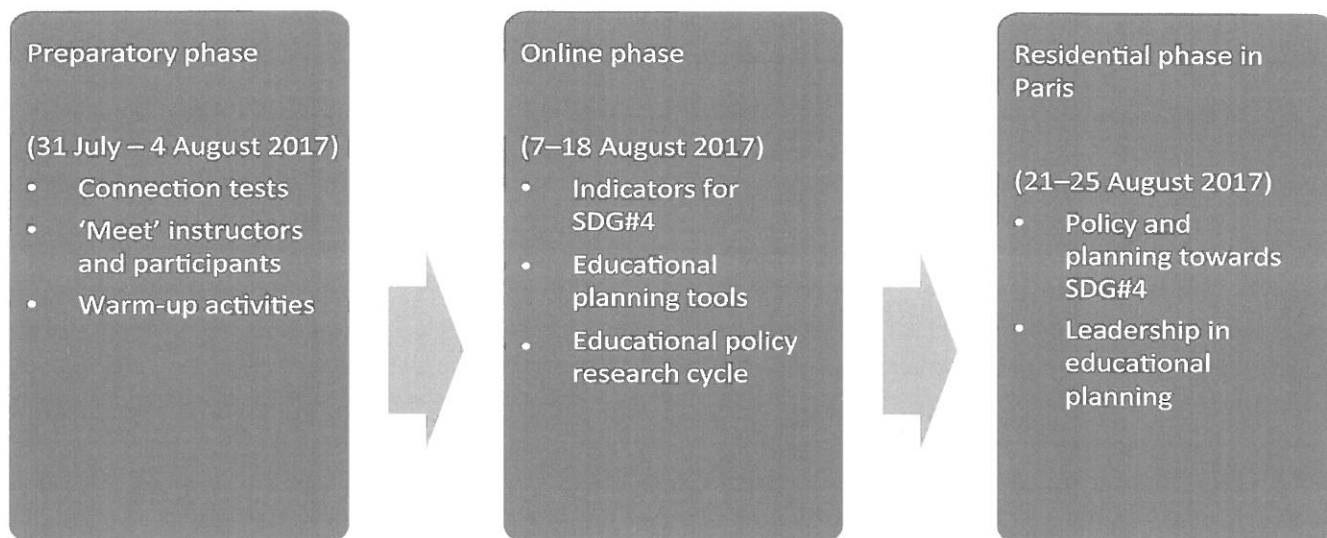 Preparatory phase
(31 July – 4 August 2017)
• Connection tests
• ‘Meet’ instructors
and participants
• Warm-up activities
Online phase
(7–18 August 2017)
• Indicators for
SDG#4
• Educational
planning tools
• Educational policy
research cycle
Residential phase in
Paris
(21–25 August 2017)
• Policy and
planning towards
SDG#4
• Leadership in
educational
planning